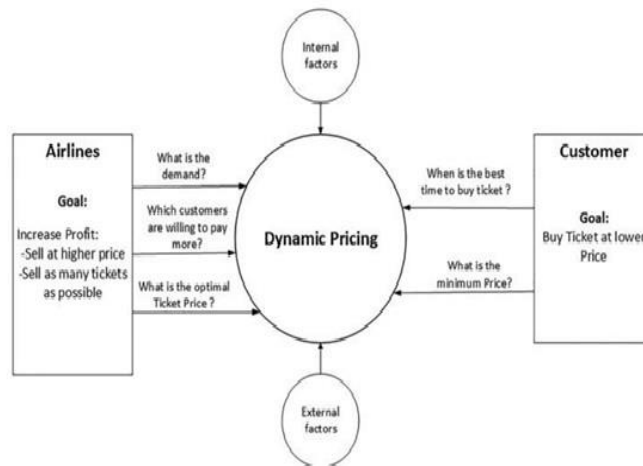 Internal
factors
Airlines
Goal:
Increase Profit:
-Sell at higher price
-Sell as many tickets
as possible
What is the
demand?
Which customers
are willing to pay
more?
What is the optimal
Ticket Price ?
Dynamic Pricing
When is the best
time to buy ticket ?
What is the
minimum Price?
Customer
Goal:
Buy Ticket at lower
Price
External
factors